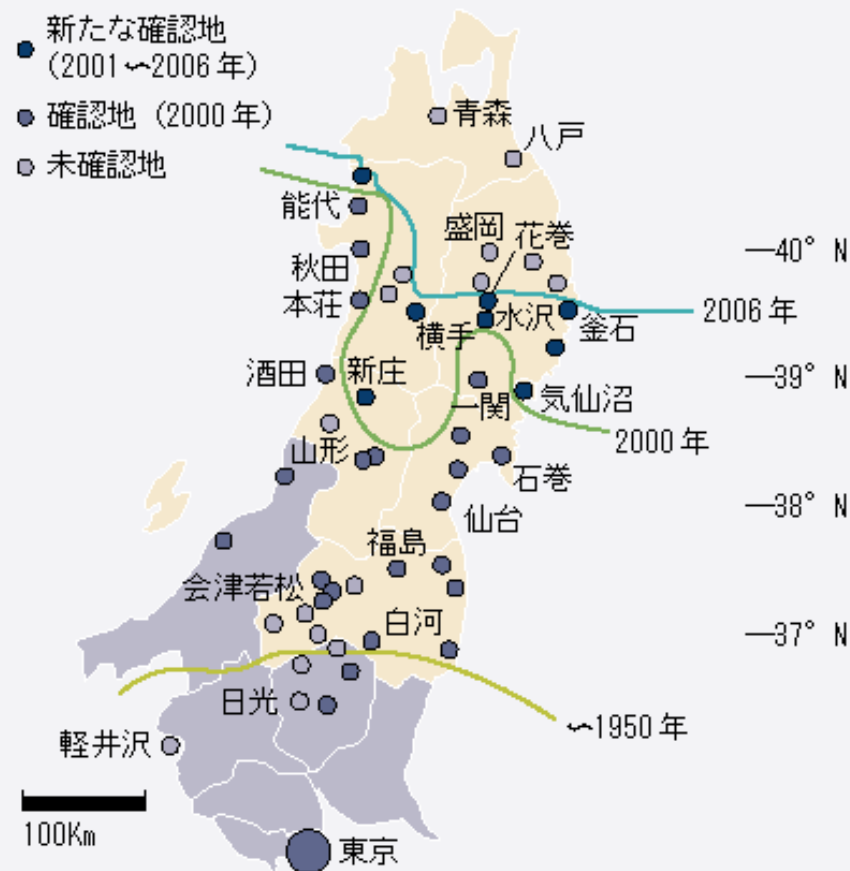 新たな確認地
(2001〜2006年)
確認地 (2000年)
未確認地
青森
八戸
能代
盛岡
花巻
―40° N
秋田
本荘
横手
水沢
釜石
2006年
酒田
新庄
―39° N
一関
気仙沼
2000年
山形
石巻
仙台
―38° N
福島
会津若松
白河
―37° N
日光
〜1950年
軽井沢
100Km
東京